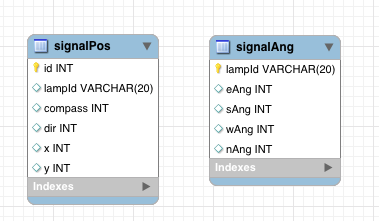 signalPos
id INT
lampId VARCHAR(20)
compass INT
dir INT
x INT
y INT
Indexes
signalAng
lampId VARCHAR(20)
eAng INT
sAng INT
wAng INT
nAng INT
Indexes